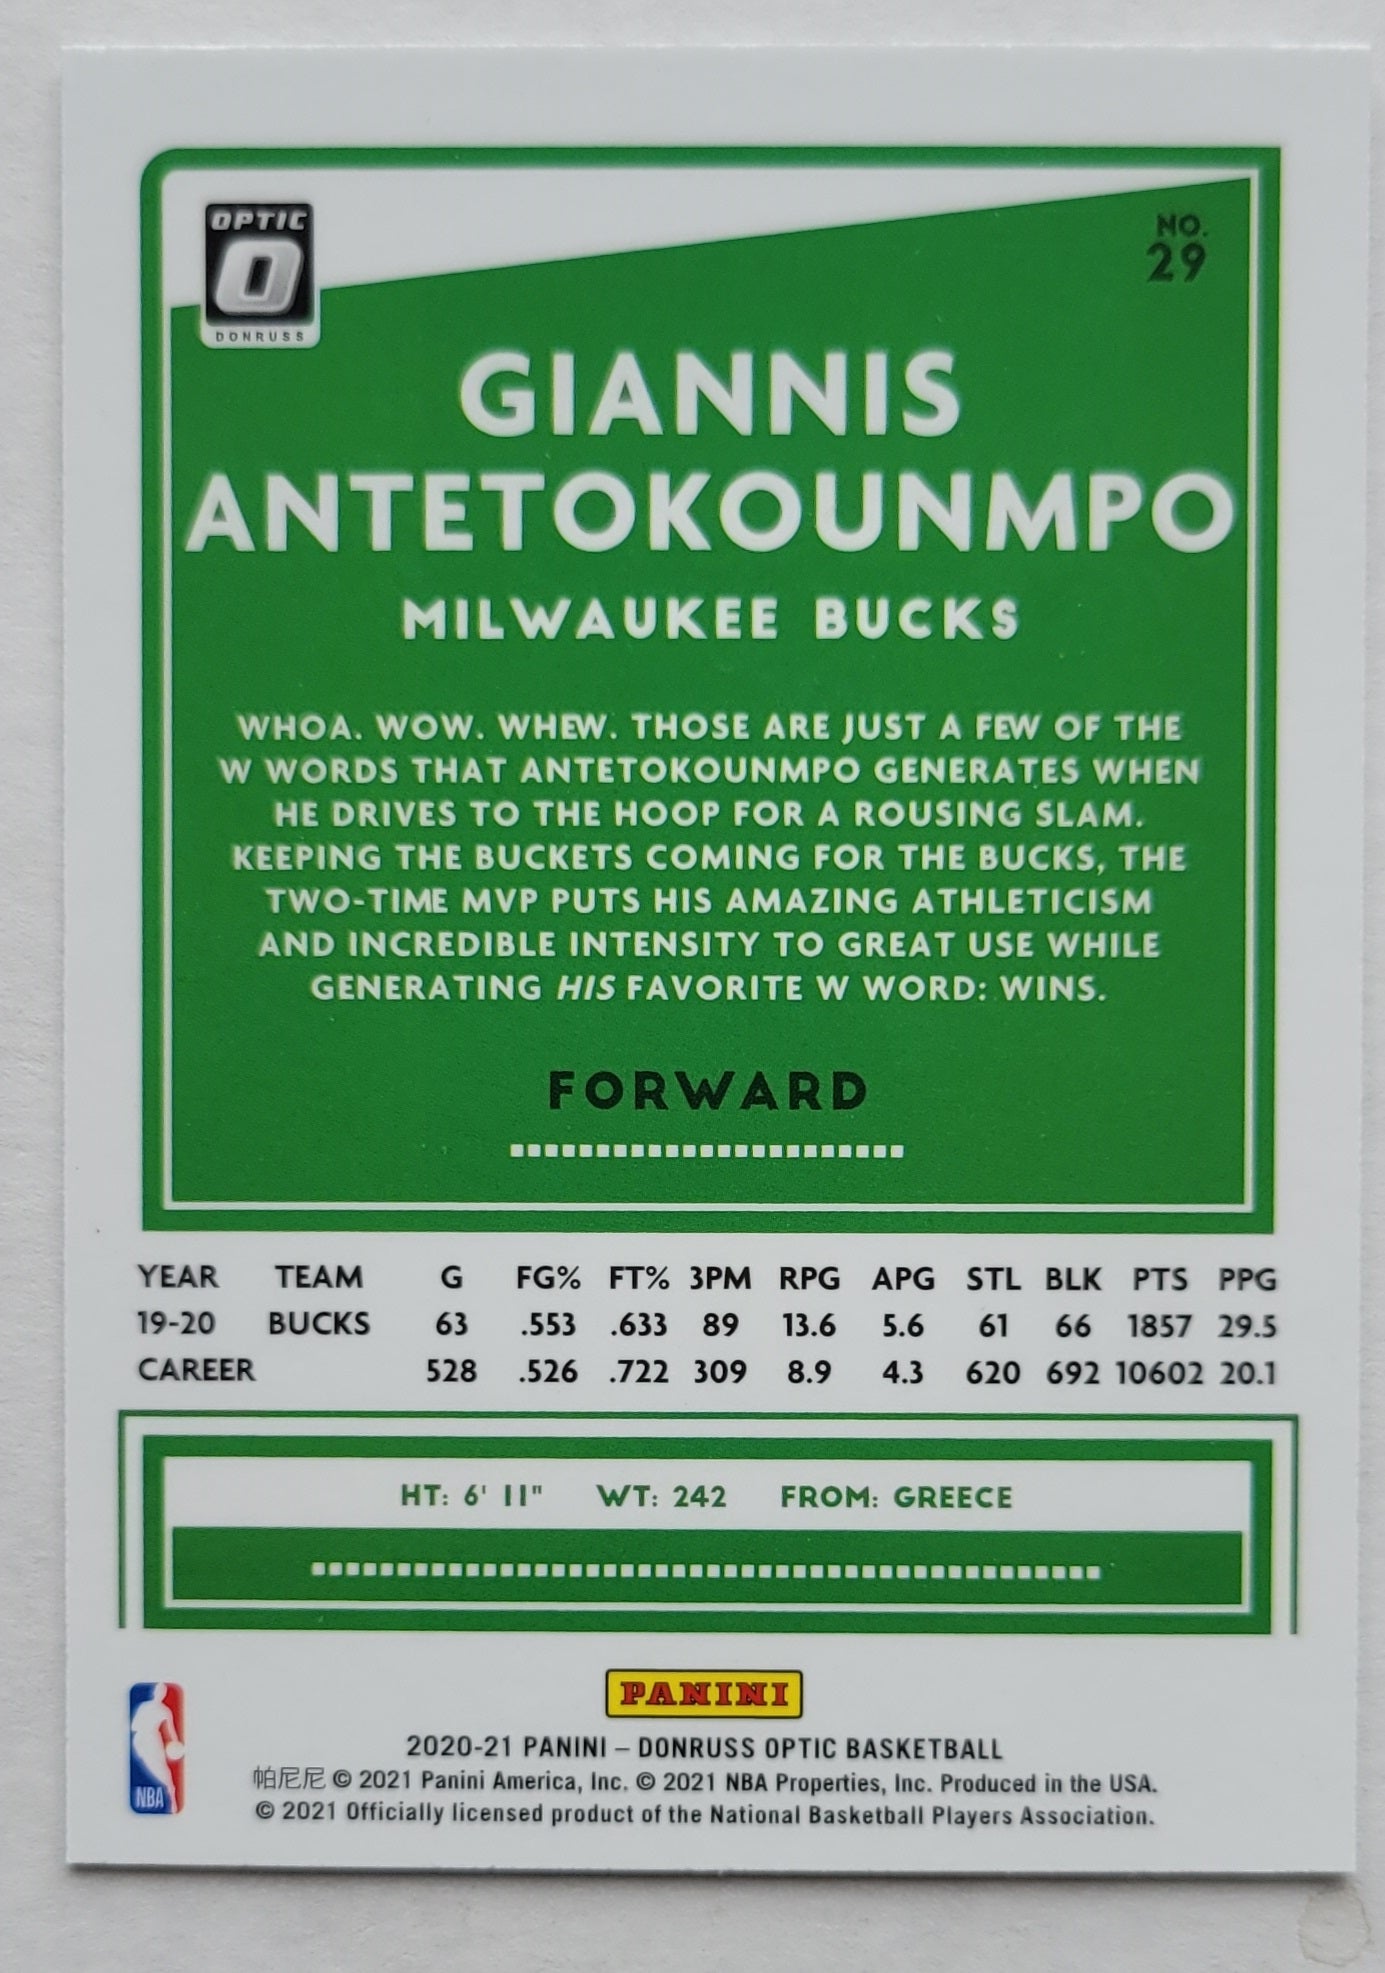 OPTIC
DONRUSS
NO.
29
GIANNIS
ANTETOKOUNMPO
MILWAUKEE BUCKS
WHOA. WOW. WHEW. THOSE ARE JUST A FEW OF THE
W WORDS THAT ANTETOKOUNMPO GENERATES WHEN
HE DRIVES TO THE HOOP FOR A ROUSING SLAM.
KEEPING THE BUCKETS COMING FOR THE BUCKS, THE
TWO-TIME MVP PUTS HIS AMAZING ATHLETICISM
AND INCREDIBLE INTENSITY TO GREAT USE WHILE
GENERATING HIS FAVORITE W WORD: WINS.
FORWARD
YEAR TEAM G FG% FT% 3PM RPG APG STL BLK PTS PPG
19-20 BUCKS 63 .553 .633 89 13.6 5.6 61 66 1857 29.5
CAREER 528 .526 .722 309 8.9 4.3 620 692 10602 20.1
HT: 6' 11" WT: 242 FROM: GREECE
PANINI
2020-21 PANINI – DONRUSS OPTIC BASKETBALL
帕尼尼 © 2021 Panini America, Inc. © 2021 NBA Properties, Inc. Produced in the USA.
© 2021 Officially licensed product of the National Basketball Players Association.
NBA